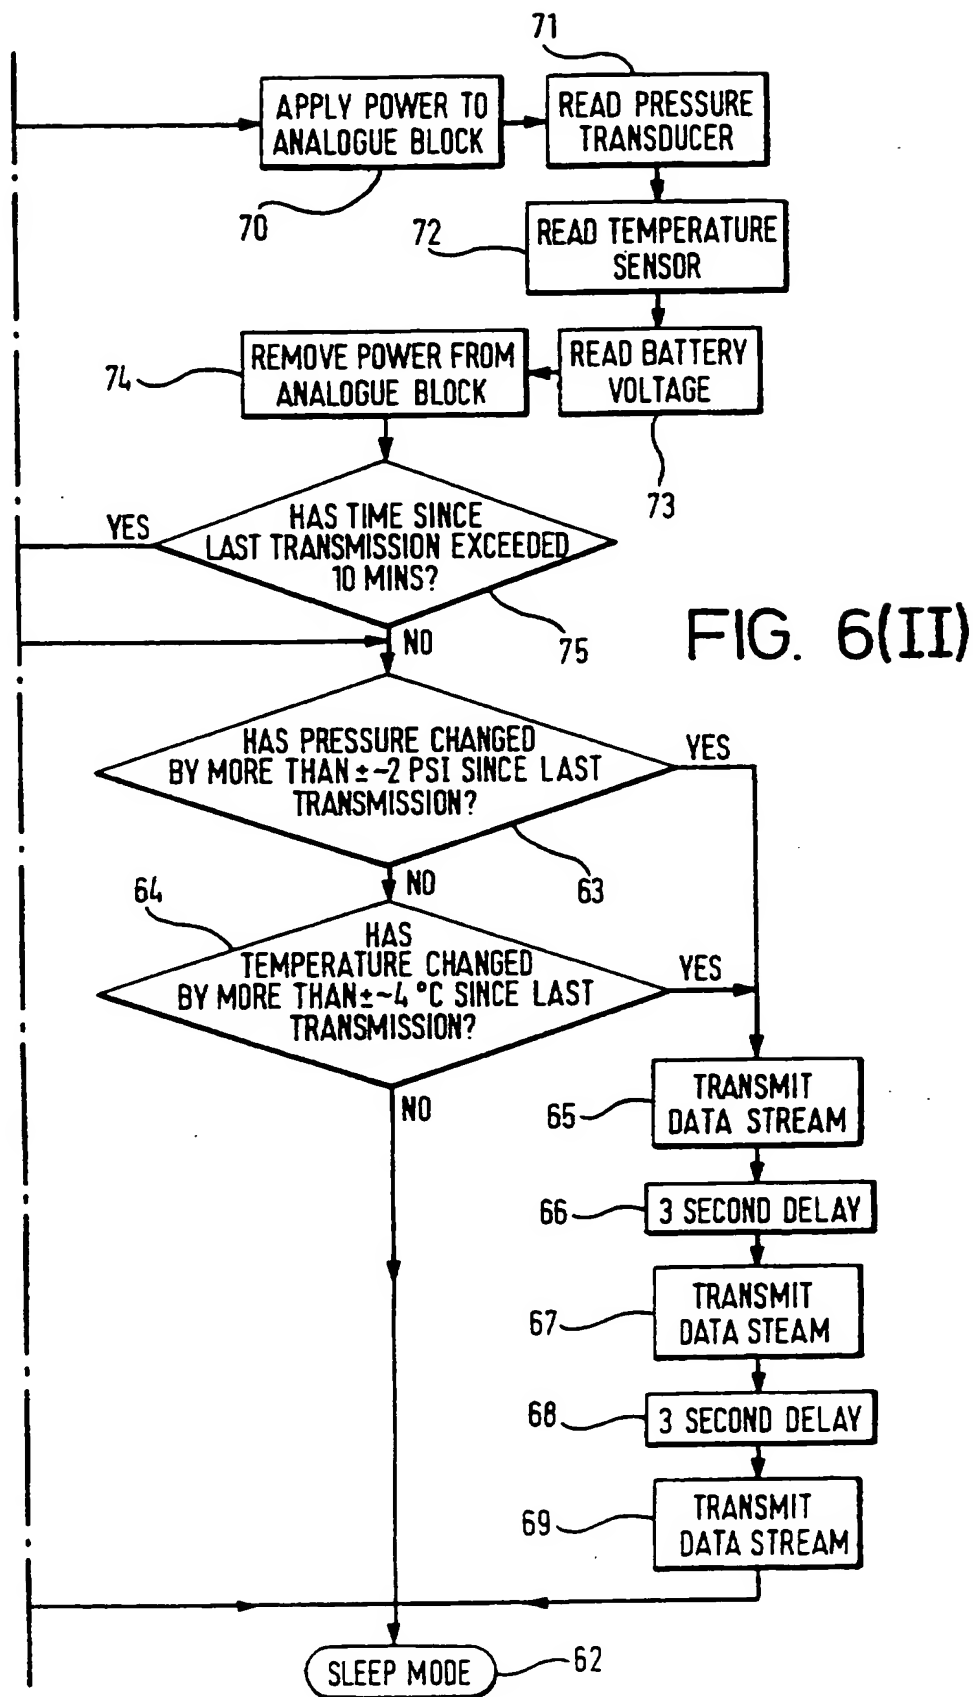 71
APPLY POWER TO
ANALOGUE BLOCK
READ PRESSURE
TRANSDUCER
70
72
READ TEMPERATURE
SENSOR
74
REMOVE POWER FROM
ANALOGUE BLOCK
READ BATTERY
VOLTAGE
73
YES
HAS TIME SINCE
LAST TRANSMISSION EXCEEDED
10 MINS?
75
NO
FIG. 6(II)
HAS PRESSURE CHANGED
BY MORE THAN ±~2 PSI SINCE LAST
TRANSMISSION?
YES
63
NO
64
HAS
TEMPERATURE CHANGED
BY MORE THAN ±~4 °C SINCE LAST
TRANSMISSION?
YES
NO
65
TRANSMIT
DATA STREAM
66
3 SECOND DELAY
67
TRANSMIT
DATA STEAM
68
3 SECOND DELAY
69
TRANSMIT
DATA STREAM
SLEEP MODE
62